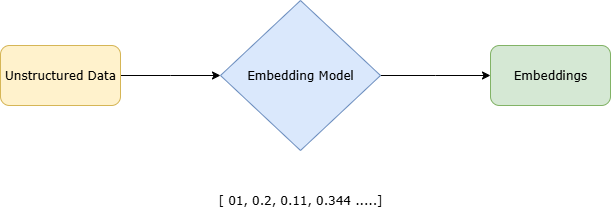 Unstructured Data
Embedding Model
Embeddings
[ 01, 0.2, 0.11, 0.344 .....]